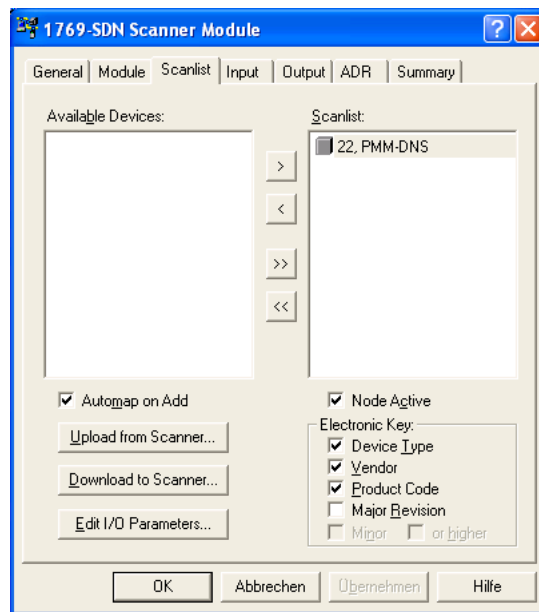 1769-SDN Scanner Module
General Module Scanlist Input Output ADR Summary
Available Devices:
Scanlist:
22, PMM-DNS
>
<
>>
<<
Automap on Add
Node Active
Upload from Scanner...
Download to Scanner...
Edit I/O Parameters...
Electronic Key:
Device Type
Vendor
Product Code
Major Revision
Minor or higher
OK Abbrechen Übernehmen Hilfe